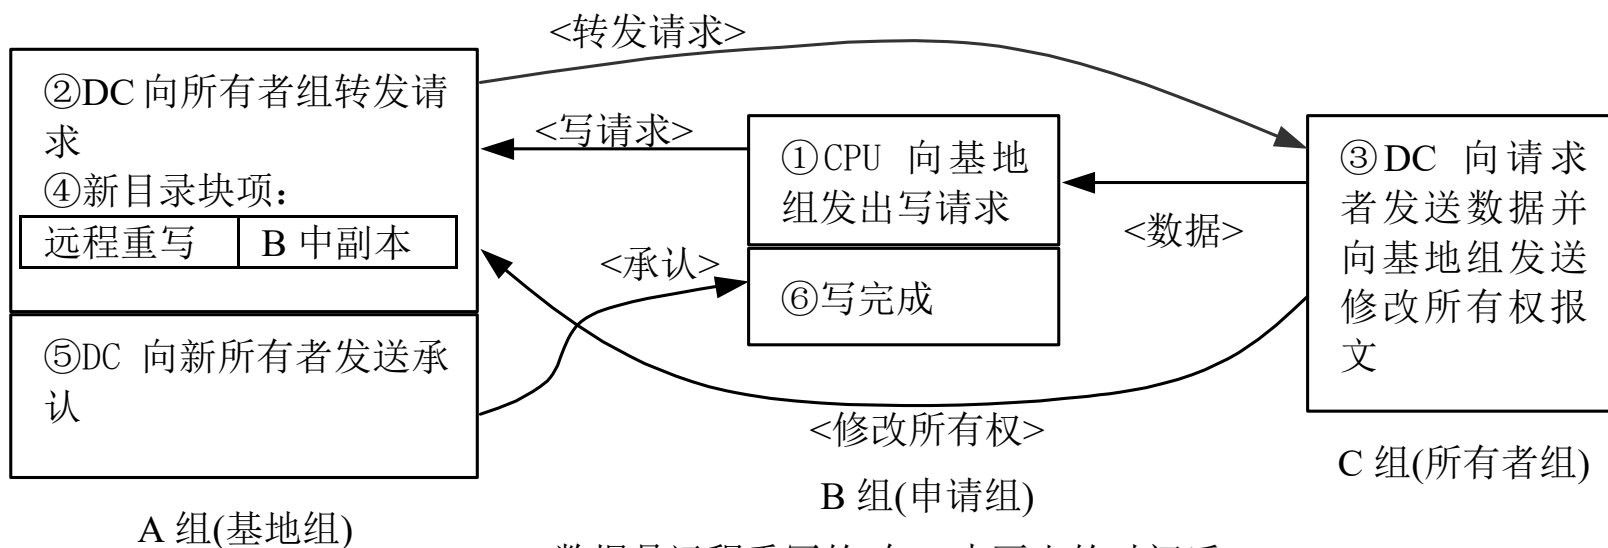 <转发请求>
②DC 向所有者组转发请
求
④新目录块项：
远程重写 B 中副本
⑤DC 向新所有者发送承
认
A 组(基地组)
<写请求>
①CPU 向基地
组发出写请求
<承认>
⑥写完成
<修改所有权>
B 组(申请组)
<数据>
③DC 向请求
者发送数据并
向基地组发送
修改所有权报
文
C 组(所有者组)